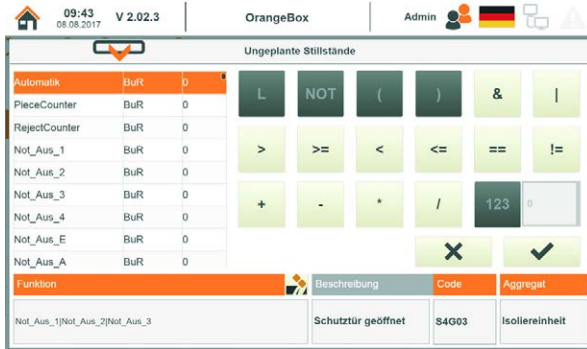 09:43 V 2.02.3 OrangeBox Admin
08.08.2017
Ungeplante Stillstände
Automatik BuR 0 L NOT ( ) & |
PieceCounter BuR 0
RejectCounter BuR 0
Not_Aus_1 BuR 0 > >= < <= == !=
Not_Aus_2 BuR 0
Not_Aus_3 BuR 0
Not_Aus_4 BuR 0 + - * / 123 0
Not_Aus_E BuR 0
Not_Aus_A BuR 0
Funktion Beschreibung Code Aggregat
Not_Aus_1|Not_Aus_2|Not_Aus_3 Schutztür geöffnet S4G03 Isoliereinheit